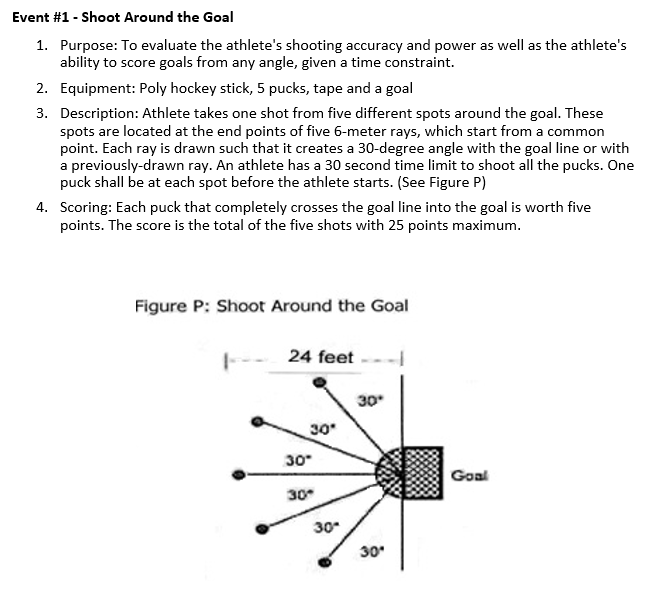 Event #1 - Shoot Around the Goal
1. Purpose: To evaluate the athlete's shooting accuracy and power as well as the athlete's
ability to score goals from any angle, given a time constraint.
2. Equipment: Poly hockey stick, 5 pucks, tape and a goal
3. Description: Athlete takes one shot from five different spots around the goal. These
spots are located at the end points of five 6-meter rays, which start from a common
point. Each ray is drawn such that it creates a 30-degree angle with the goal line or with
a previously-drawn ray. An athlete has a 30 second time limit to shoot all the pucks. One
puck shall be at each spot before the athlete starts. (See Figure P)
4. Scoring: Each puck that completely crosses the goal line into the goal is worth five
points. The score is the total of the five shots with 25 points maximum.
Figure P: Shoot Around the Goal
24 feet
30°
30°
30°
Goal
30°
30°
30°